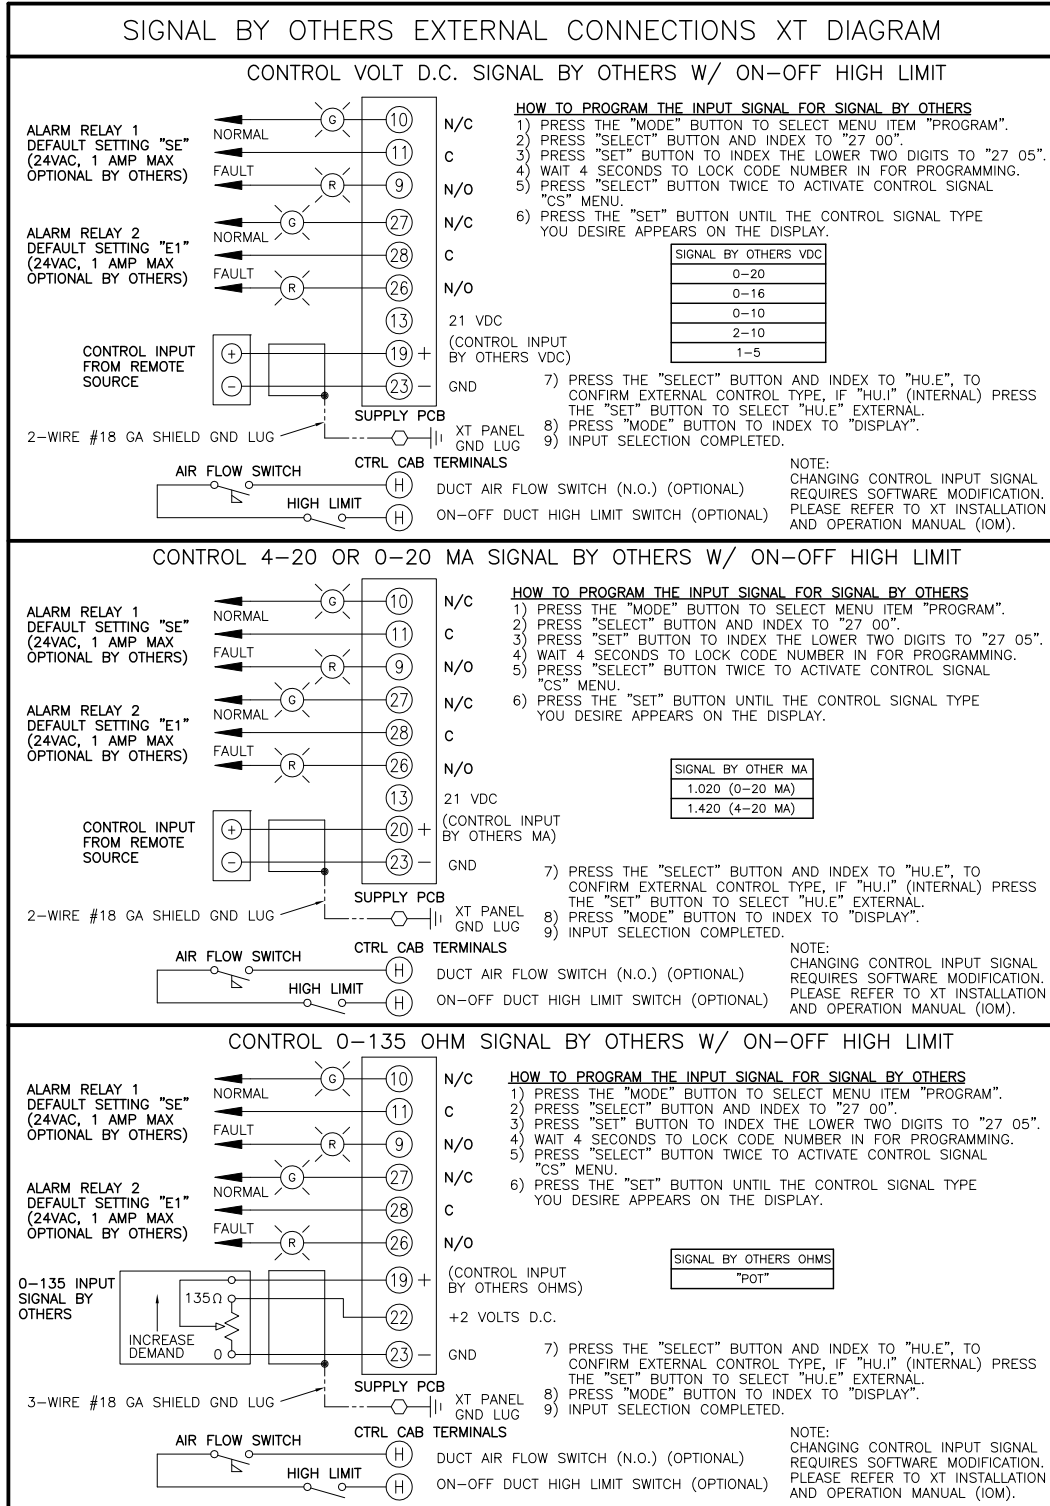 SIGNAL BY OTHERS EXTERNAL CONNECTIONS XT DIAGRAM
CONTROL VOLT D.C. SIGNAL BY OTHERS W/ ON-OFF HIGH LIMIT
ALARM RELAY 1
DEFAULT SETTING "SE"
(24VAC, 1 AMP MAX
OPTIONAL BY OTHERS)
NORMAL
G
10
N/C
11
C
FAULT
R
9
N/O
ALARM RELAY 2
DEFAULT SETTING "E1"
(24VAC, 1 AMP MAX
OPTIONAL BY OTHERS)
NORMAL
G
27
N/C
28
C
FAULT
R
26
N/O
13
21 VDC
CONTROL INPUT
FROM REMOTE
SOURCE
+
−
19 +
(CONTROL INPUT
BY OTHERS VDC)
23 −
GND
SUPPLY PCB
2-WIRE #18 GA SHIELD GND LUG
XT PANEL
GND LUG
CTRL CAB TERMINALS
AIR FLOW SWITCH
H
DUCT AIR FLOW SWITCH (N.O.) (OPTIONAL)
HIGH LIMIT
H
ON-OFF DUCT HIGH LIMIT SWITCH (OPTIONAL)
HOW TO PROGRAM THE INPUT SIGNAL FOR SIGNAL BY OTHERS
1) PRESS THE "MODE" BUTTON TO SELECT MENU ITEM "PROGRAM".
2) PRESS "SELECT" BUTTON AND INDEX TO "27 00".
3) PRESS "SET" BUTTON TO INDEX THE LOWER TWO DIGITS TO "27 05".
4) WAIT 4 SECONDS TO LOCK CODE NUMBER IN FOR PROGRAMMING.
5) PRESS "SELECT" BUTTON TWICE TO ACTIVATE CONTROL SIGNAL
"CS" MENU.
6) PRESS THE "SET" BUTTON UNTIL THE CONTROL SIGNAL TYPE
YOU DESIRE APPEARS ON THE DISPLAY.
SIGNAL BY OTHERS VDC
0-20
0-16
0-10
2-10
1-5
7) PRESS THE "SELECT" BUTTON AND INDEX TO "HU.E", TO
CONFIRM EXTERNAL CONTROL TYPE, IF "HU.I" (INTERNAL) PRESS
THE "SET" BUTTON TO SELECT "HU.E" EXTERNAL.
8) PRESS "MODE" BUTTON TO INDEX TO "DISPLAY".
9) INPUT SELECTION COMPLETED.
NOTE:
CHANGING CONTROL INPUT SIGNAL
REQUIRES SOFTWARE MODIFICATION.
PLEASE REFER TO XT INSTALLATION
AND OPERATION MANUAL (IOM).
CONTROL 4-20 OR 0-20 MA SIGNAL BY OTHERS W/ ON-OFF HIGH LIMIT
ALARM RELAY 1
DEFAULT SETTING "SE"
(24VAC, 1 AMP MAX
OPTIONAL BY OTHERS)
NORMAL
G
10
N/C
11
C
FAULT
R
9
N/O
ALARM RELAY 2
DEFAULT SETTING "E1"
(24VAC, 1 AMP MAX
OPTIONAL BY OTHERS)
NORMAL
G
27
N/C
28
C
FAULT
R
26
N/O
13
21 VDC
CONTROL INPUT
FROM REMOTE
SOURCE
+
−
20 +
(CONTROL INPUT
BY OTHERS MA)
23 −
GND
SUPPLY PCB
2-WIRE #18 GA SHIELD GND LUG
XT PANEL
GND LUG
CTRL CAB TERMINALS
AIR FLOW SWITCH
H
DUCT AIR FLOW SWITCH (N.O.) (OPTIONAL)
HIGH LIMIT
H
ON-OFF DUCT HIGH LIMIT SWITCH (OPTIONAL)
HOW TO PROGRAM THE INPUT SIGNAL FOR SIGNAL BY OTHERS
1) PRESS THE "MODE" BUTTON TO SELECT MENU ITEM "PROGRAM".
2) PRESS "SELECT" BUTTON AND INDEX TO "27 00".
3) PRESS "SET" BUTTON TO INDEX THE LOWER TWO DIGITS TO "27 05".
4) WAIT 4 SECONDS TO LOCK CODE NUMBER IN FOR PROGRAMMING.
5) PRESS "SELECT" BUTTON TWICE TO ACTIVATE CONTROL SIGNAL
"CS" MENU.
6) PRESS THE "SET" BUTTON UNTIL THE CONTROL SIGNAL TYPE
YOU DESIRE APPEARS ON THE DISPLAY.
SIGNAL BY OTHER MA
1.020 (0-20 MA)
1.420 (4-20 MA)
7) PRESS THE "SELECT" BUTTON AND INDEX TO "HU.E", TO
CONFIRM EXTERNAL CONTROL TYPE, IF "HU.I" (INTERNAL) PRESS
THE "SET" BUTTON TO SELECT "HU.E" EXTERNAL.
8) PRESS "MODE" BUTTON TO INDEX TO "DISPLAY".
9) INPUT SELECTION COMPLETED.
NOTE:
CHANGING CONTROL INPUT SIGNAL
REQUIRES SOFTWARE MODIFICATION.
PLEASE REFER TO XT INSTALLATION
AND OPERATION MANUAL (IOM).
CONTROL 0-135 OHM SIGNAL BY OTHERS W/ ON-OFF HIGH LIMIT
ALARM RELAY 1
DEFAULT SETTING "SE"
(24VAC, 1 AMP MAX
OPTIONAL BY OTHERS)
NORMAL
G
10
N/C
11
C
FAULT
R
9
N/O
ALARM RELAY 2
DEFAULT SETTING "E1"
(24VAC, 1 AMP MAX
OPTIONAL BY OTHERS)
NORMAL
G
27
N/C
28
C
FAULT
R
26
N/O
0-135 INPUT
SIGNAL BY
OTHERS
135Ω
INCREASE
DEMAND
0
19 +
(CONTROL INPUT
BY OTHERS OHMS)
22
+2 VOLTS D.C.
23 −
GND
SUPPLY PCB
3-WIRE #18 GA SHIELD GND LUG
XT PANEL
GND LUG
CTRL CAB TERMINALS
AIR FLOW SWITCH
H
DUCT AIR FLOW SWITCH (N.O.) (OPTIONAL)
HIGH LIMIT
H
ON-OFF DUCT HIGH LIMIT SWITCH (OPTIONAL)
HOW TO PROGRAM THE INPUT SIGNAL FOR SIGNAL BY OTHERS
1) PRESS THE "MODE" BUTTON TO SELECT MENU ITEM "PROGRAM".
2) PRESS "SELECT" BUTTON AND INDEX TO "27 00".
3) PRESS "SET" BUTTON TO INDEX THE LOWER TWO DIGITS TO "27 05".
4) WAIT 4 SECONDS TO LOCK CODE NUMBER IN FOR PROGRAMMING.
5) PRESS "SELECT" BUTTON TWICE TO ACTIVATE CONTROL SIGNAL
"CS" MENU.
6) PRESS THE "SET" BUTTON UNTIL THE CONTROL SIGNAL TYPE
YOU DESIRE APPEARS ON THE DISPLAY.
SIGNAL BY OTHERS OHMS
"POT"
7) PRESS THE "SELECT" BUTTON AND INDEX TO "HU.E", TO
CONFIRM EXTERNAL CONTROL TYPE, IF "HU.I" (INTERNAL) PRESS
THE "SET" BUTTON TO SELECT "HU.E" EXTERNAL.
8) PRESS "MODE" BUTTON TO INDEX TO "DISPLAY".
9) INPUT SELECTION COMPLETED.
NOTE:
CHANGING CONTROL INPUT SIGNAL
REQUIRES SOFTWARE MODIFICATION.
PLEASE REFER TO XT INSTALLATION
AND OPERATION MANUAL (IOM).